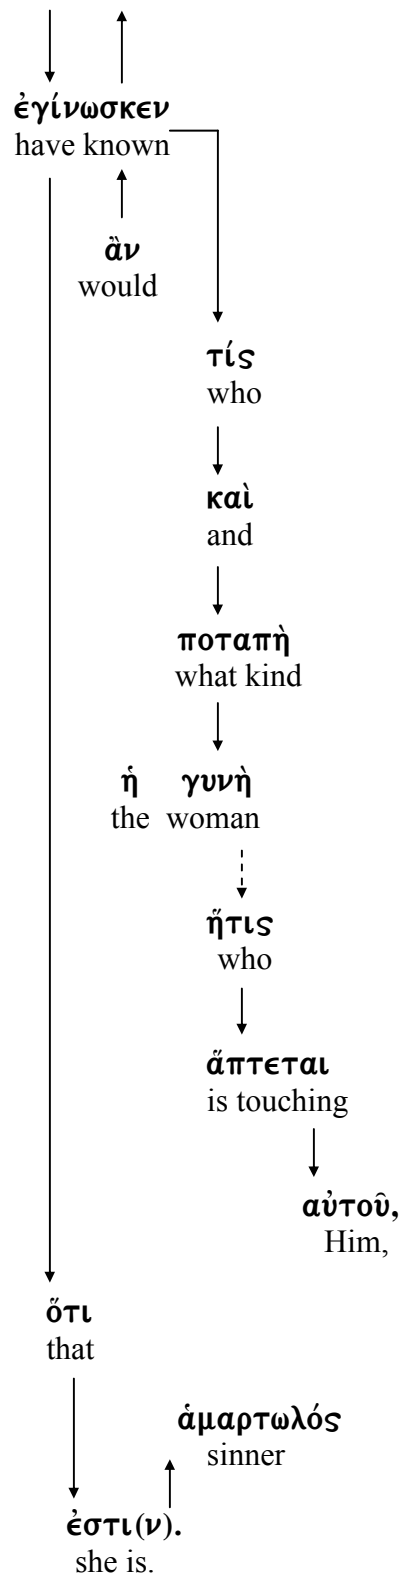 ἐγίνωσκεν
have known
ἂν
would
τίς
who
καὶ
and
ποταπὴ
what kind
ἡ γυνὴ
the woman
ἥτις
who
ἅπτεται
is touching
αὐτοῦ,
Him,
ὅτι
that
ἁμαρτωλός
sinner
ἐστι(ν).
she is.